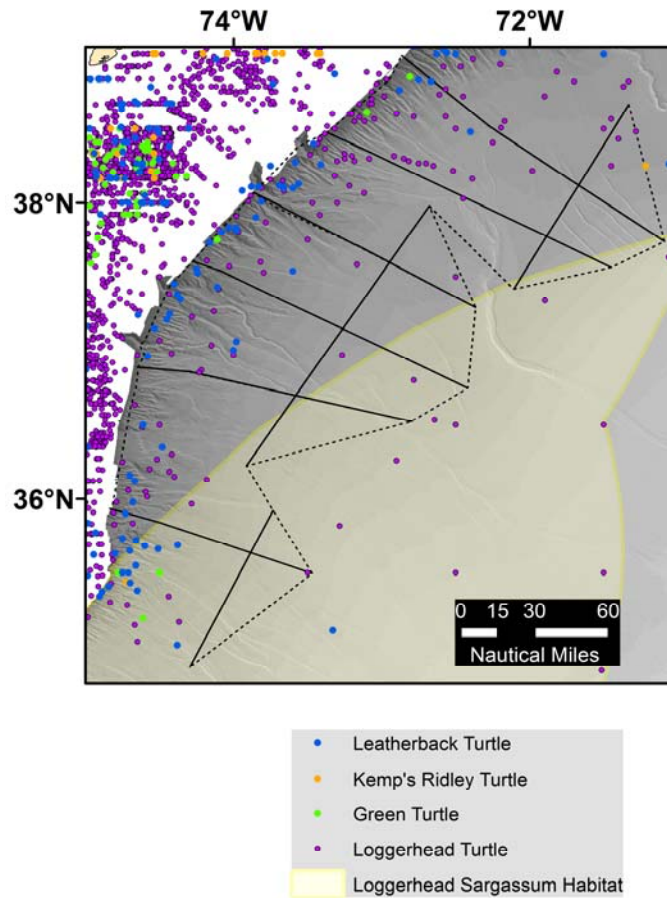 74°W 72°W
38°N
36°N
0 15 30 60
Nautical Miles
Leatherback Turtle
Kemp's Ridley Turtle
Green Turtle
Loggerhead Turtle
Loggerhead Sargassum Habitat